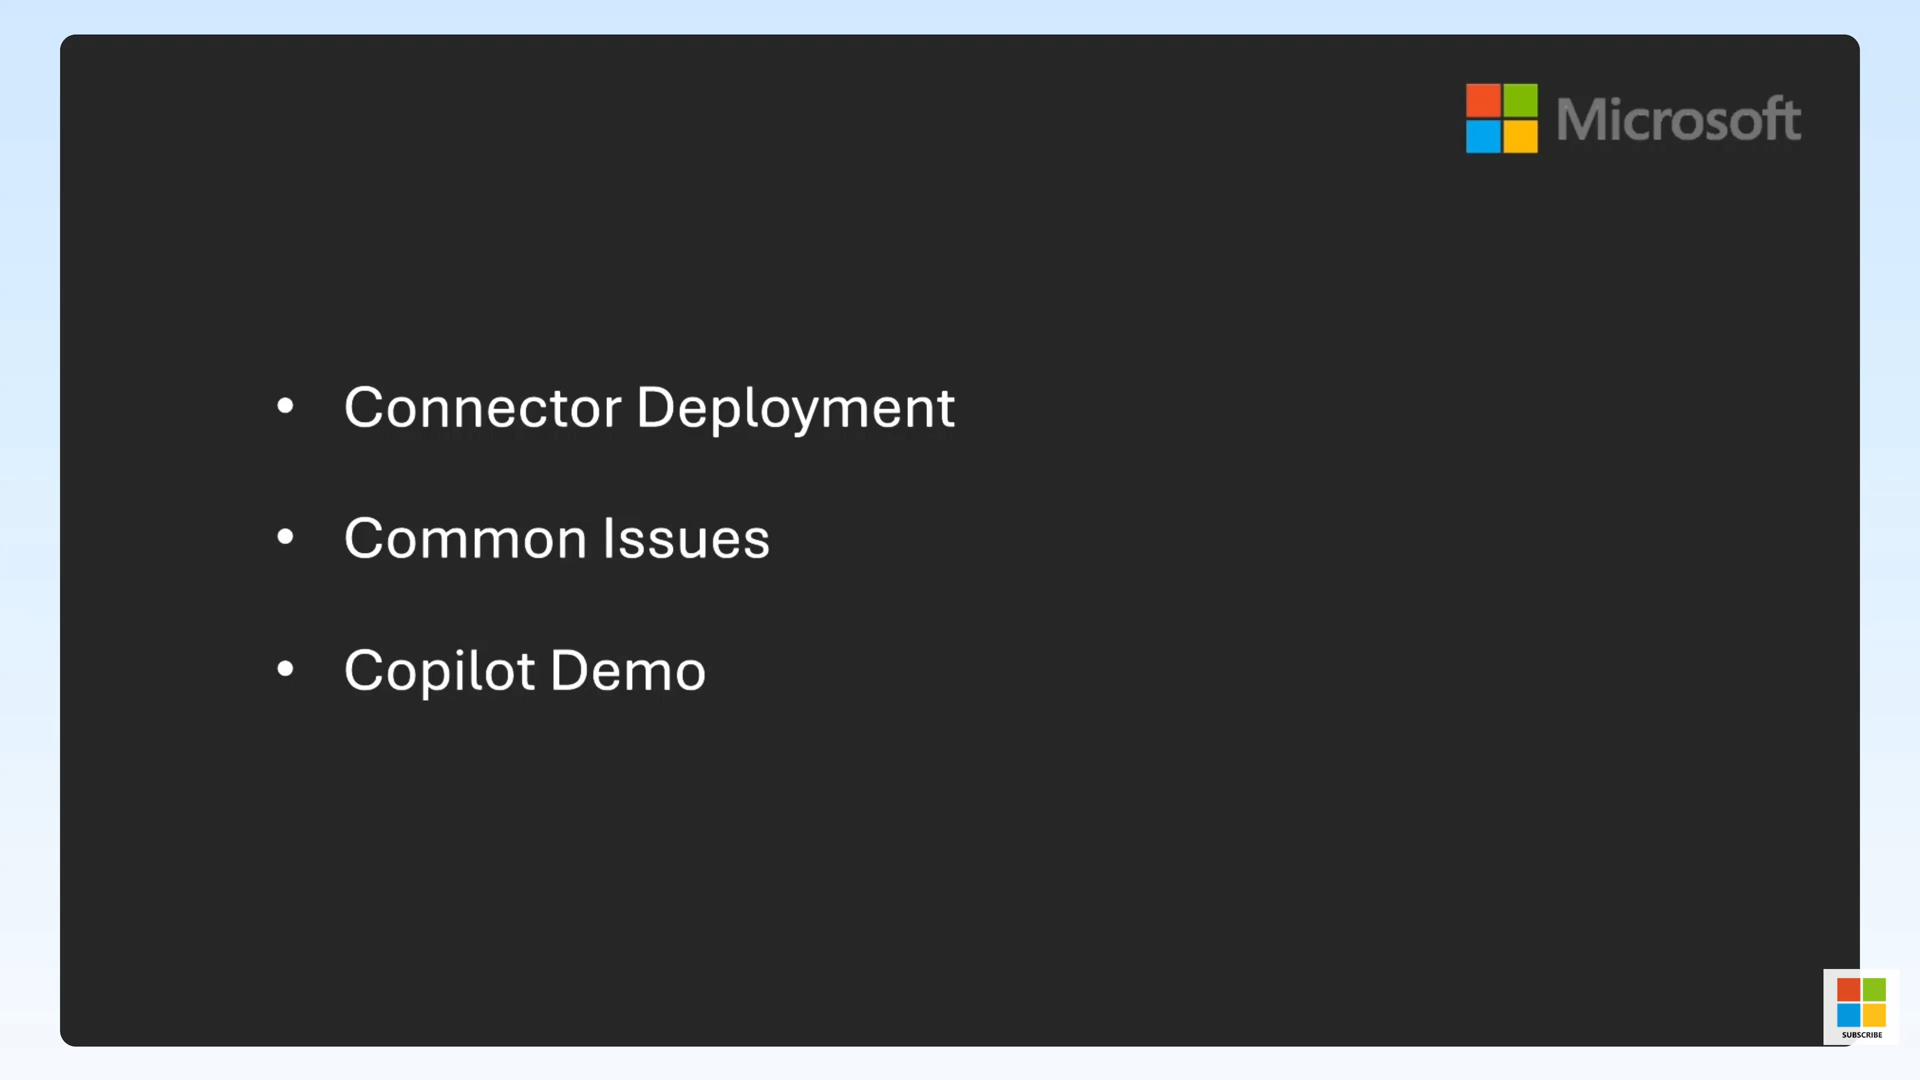 Microsoft
• Connector Deployment
• Common Issues
• Copilot Demo
SUBSCRIBE